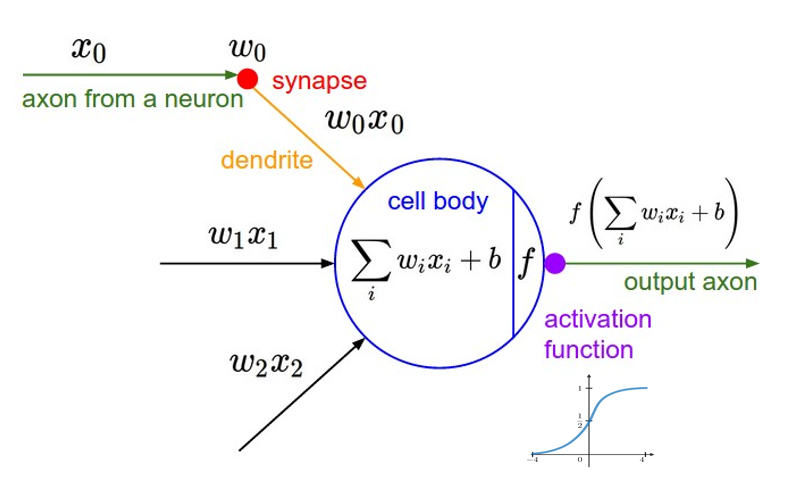 x₀
w₀
synapse
axon from a neuron
w₀x₀
dendrite
cell body
f(∑ᵢ wᵢxᵢ + b)
w₁x₁
∑ᵢ wᵢxᵢ + b
f
output axon
activation
function
w₂x₂
1
1/2
-4
0
4